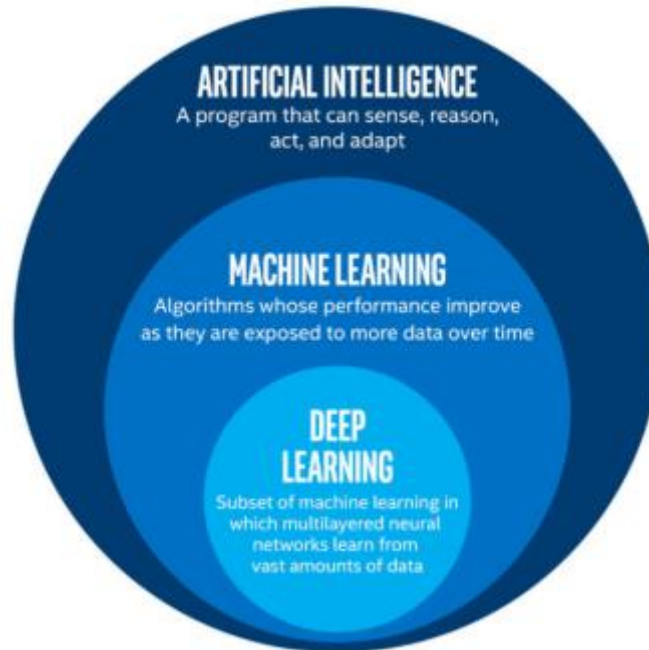 ARTIFICIAL INTELLIGENCE
A program that can sense, reason,
act, and adapt
MACHINE LEARNING
Algorithms whose performance improve
as they are exposed to more data over time
DEEP
LEARNING
Subset of machine learning in
which multilayered neural
networks learn from
vast amounts of data